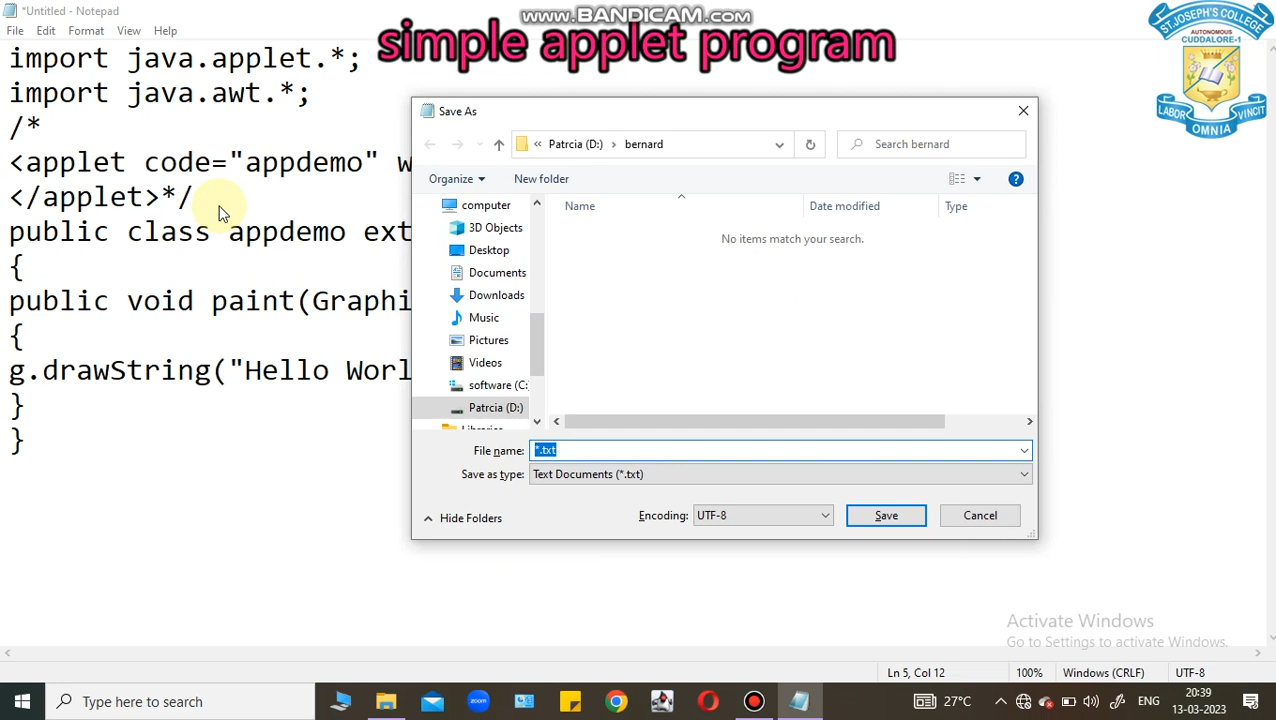 *Untitled - Notepad
WWW.BANDICAM.COM
File Edit Format View Help
simple applet program
ST.JOSEPH'S COLLEGE
AUTONOMOUS
CUDDALORE-1
LABOR VINCIT
OMNIA
import java.applet.*;
import java.awt.*;
/*
<applet code="appdemo" w
</applet>*/
public class appdemo ext
{
public void paint(Graphi
{
g.drawString("Hello Worl
}
}
Save As
« Patrcia (D:) › bernard
Search bernard
Organize New folder
computer
3D Objects
Desktop
Documents
Downloads
Music
Pictures
Videos
software (C:
Patrcia (D:)
Libraries
Name Date modified Type
No items match your search.
File name: *.txt
Save as type: Text Documents (*.txt)
Hide Folders Encoding: UTF-8 Save Cancel
Activate Windows
Go to Settings to activate Windows.
Ln 5, Col 12 100% Windows (CRLF) UTF-8
Type here to search
zoom
27°C
ENG
20:39
13-03-2023